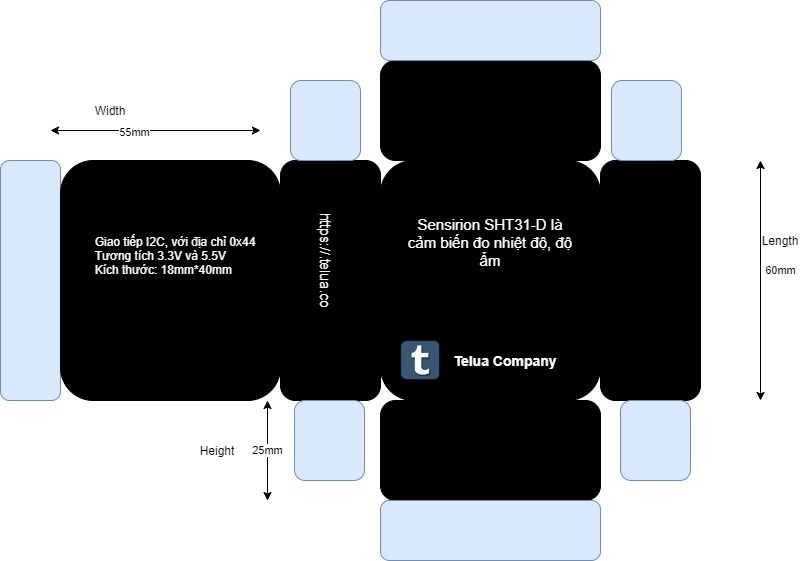 Width
55mm
Giao tiếp I2C, với địa chỉ 0x44
Tương tích 3.3V và 5.5V
Kích thước: 18mm*40mm
https://.telua.co
Sensirion SHT31-D là
cảm biến đo nhiệt độ, độ
ẩm
t
Telua Company
Length
60mm
Height
25mm